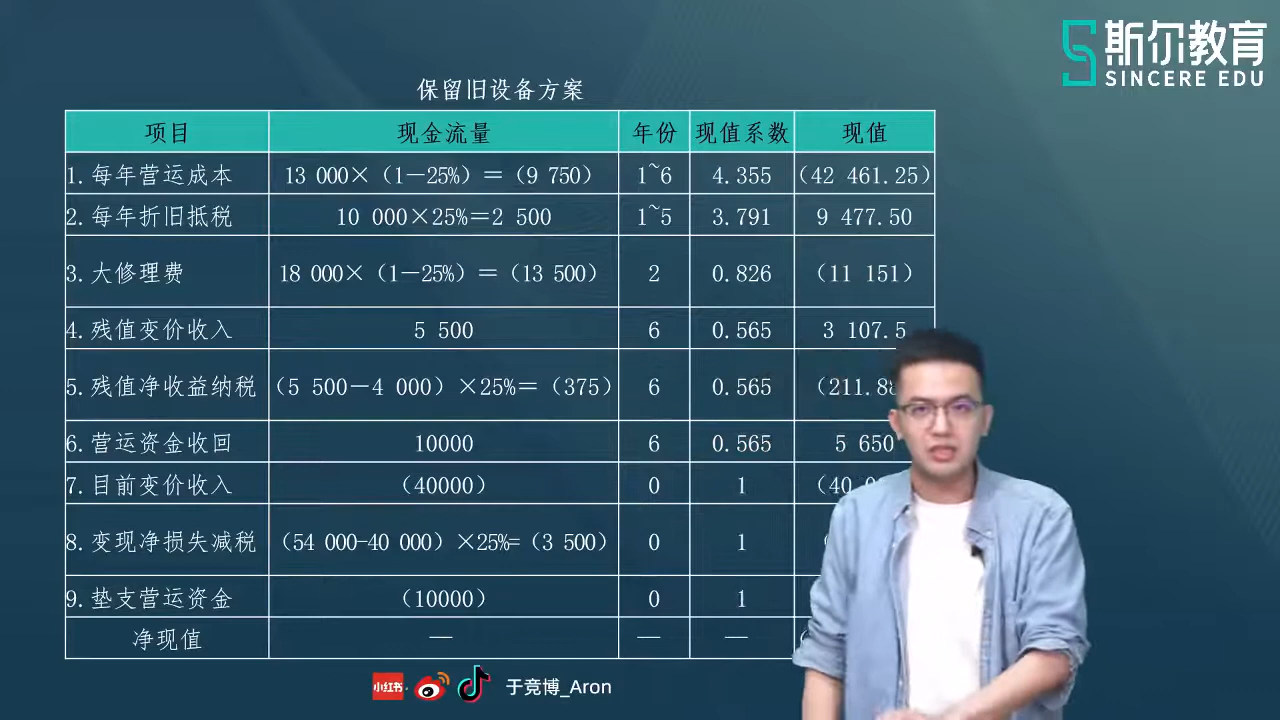 斯尔教育
SINCERE EDU
保留旧设备方案
项目 现金流量 年份 现值系数 现值
1.每年营运成本 13 000×（1－25%）＝（9 750） 1~6 4.355 （42 461.25）
2.每年折旧抵税 10 000×25%＝2 500 1~5 3.791 9 477.50
3.大修理费 18 000×（1－25%）＝（13 500） 2 0.826 （11 151）
4.残值变价收入 5 500 6 0.565 3 107.5
5.残值净收益纳税 （5 500－4 000）×25%＝（375） 6 0.565 （211.8
6.营运资金收回 10000 6 0.565 5 650
7.目前变价收入 （40000） 0 1 （40
8.变现净损失减税 （54 000-40 000）×25%=（3 500） 0 1
9.垫支营运资金 （10000） 0 1
净现值 — — —
小红书 于竞博_Aron